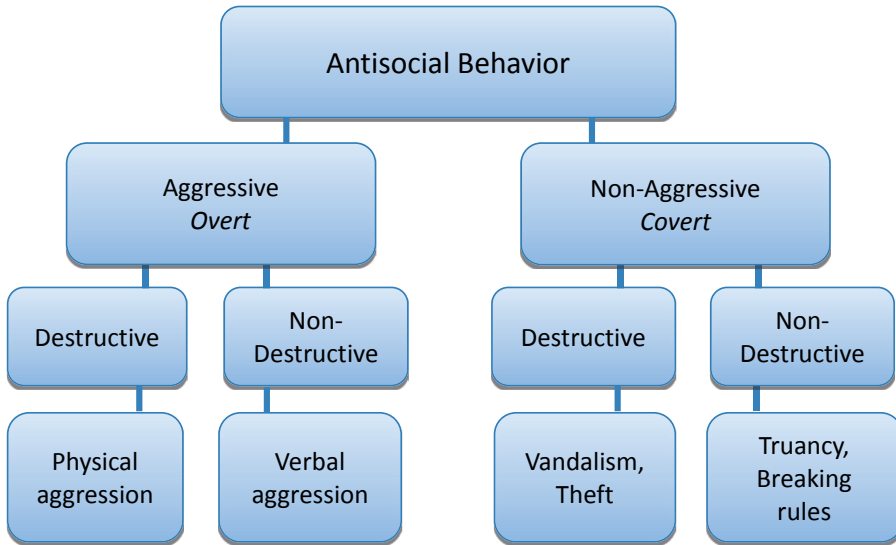 Antisocial Behavior
Aggressive
Overt
Non-Aggressive
Covert
Destructive
Non-
Destructive
Destructive
Non-
Destructive
Physical
aggression
Verbal
aggression
Vandalism,
Theft
Truancy,
Breaking
rules